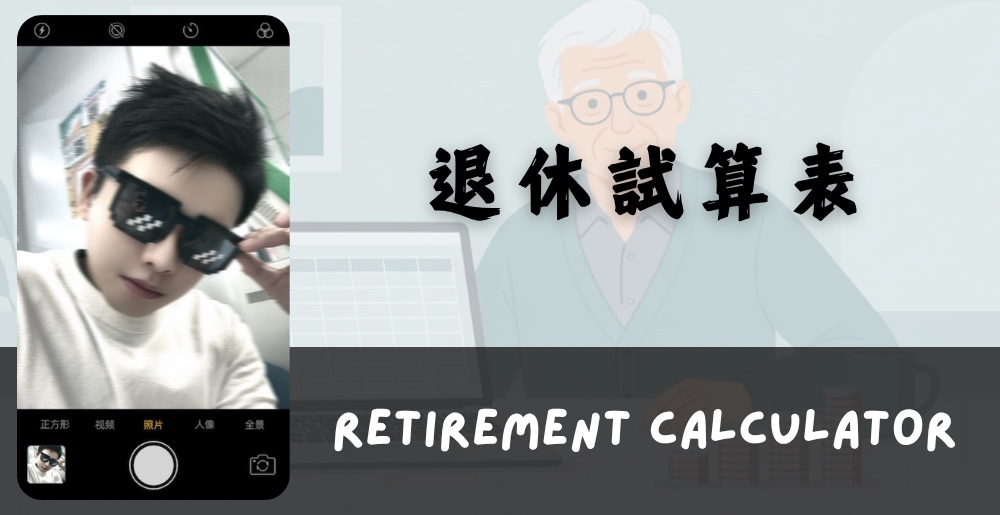 退休試算表
正方形 视频 照片 人像 全景
RETIREMENT CALCULATOR